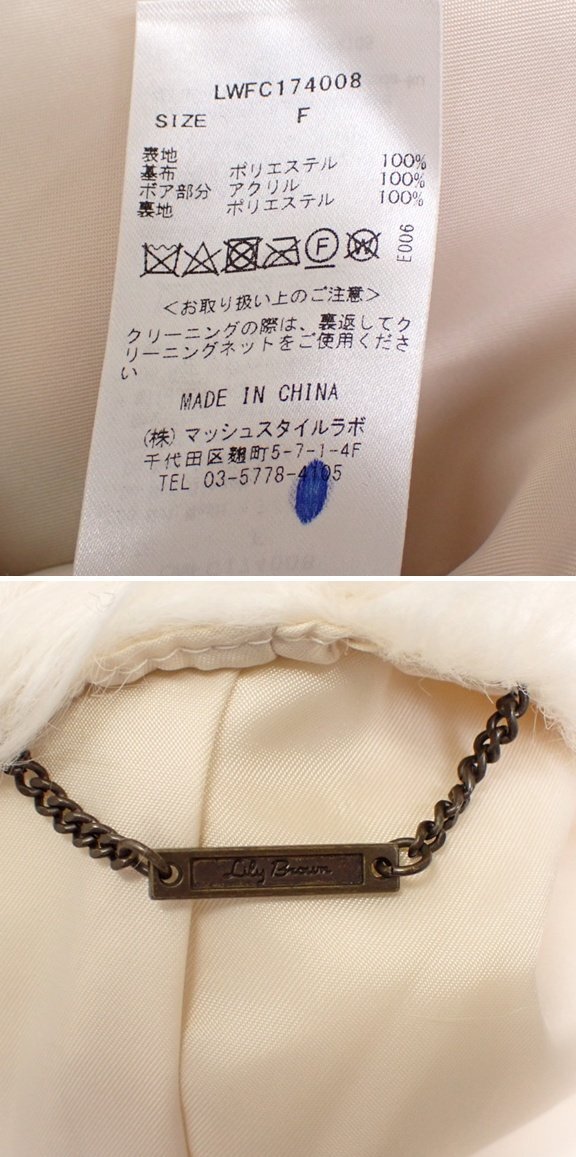 LWFC174008
SIZE F
表地
基布 ポリエステル 100%
ボア部分 アクリル 100%
裏地 ポリエステル 100%
F W
E006
<お取り扱い上のご注意>
クリーニングの際は、裏返してク
リーニングネットをご使用くださ
い
MADE IN CHINA
(株)マッシュスタイルラボ
千代田区麹町5-7-1-4F
TEL 03-5778-4105
Lily Brown